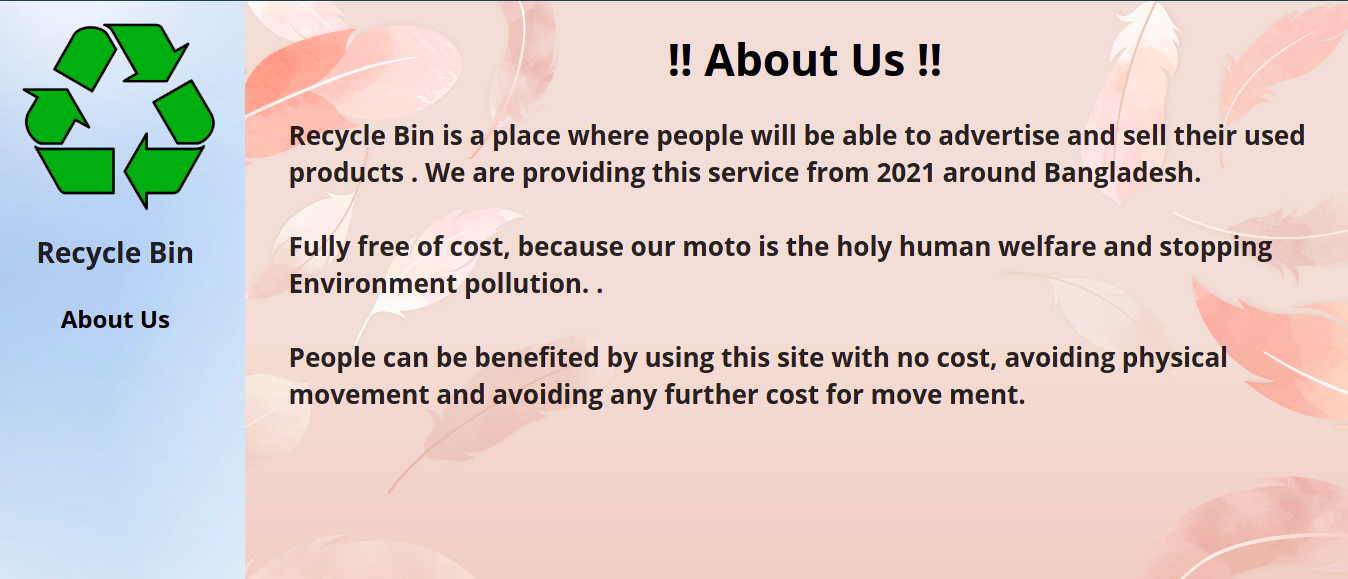 Recycle Bin
About Us
!! About Us !!
Recycle Bin is a place where people will be able to advertise and sell their used
products . We are providing this service from 2021 around Bangladesh.
Fully free of cost, because our moto is the holy human welfare and stopping
Environment pollution. .
People can be benefited by using this site with no cost, avoiding physical
movement and avoiding any further cost for move ment.